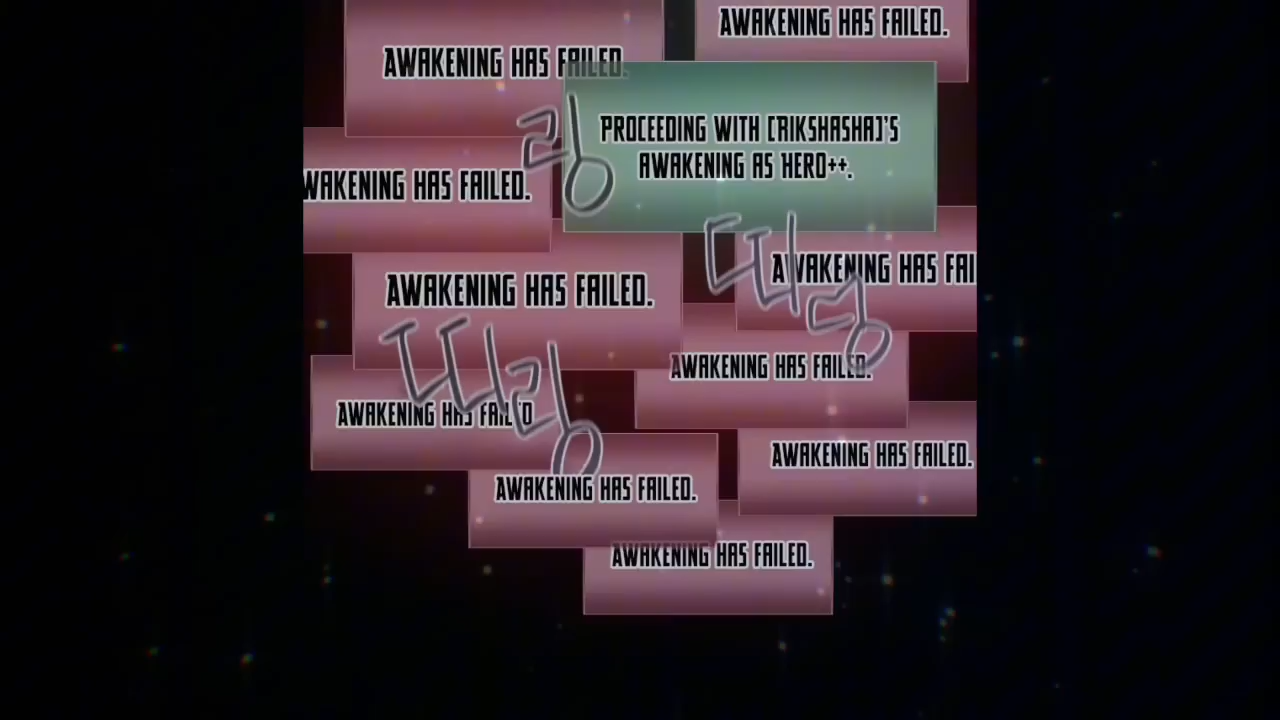 AWAKENING HAS FAILED.
AWAKENING HAS FAILED.
PROCEEDING WITH [RIKSHASHA]'S
AWAKENING AS HERO++.
링
WAKENING HAS FAILED.
띠링
AWAKENING HAS FAI
AWAKENING HAS FAILED.
띠링
AWAKENING HAS FAILED.
AWAKENING HAS FAILED
AWAKENING HAS FAILED.
AWAKENING HAS FAILED.
AWAKENING HAS FAILED.